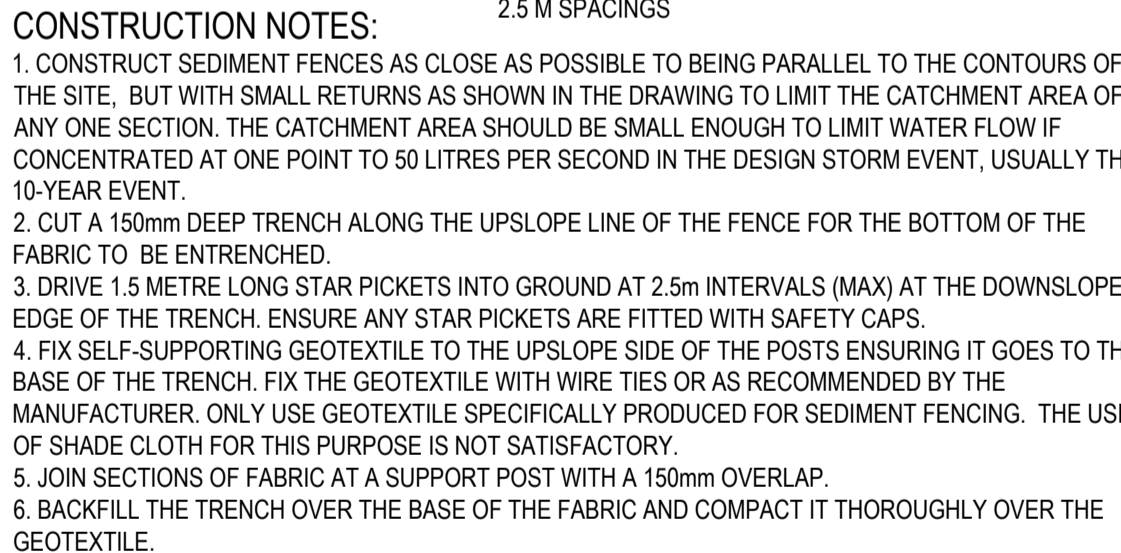 2.5 M SPACINGS
CONSTRUCTION NOTES:
1. CONSTRUCT SEDIMENT FENCES AS CLOSE AS POSSIBLE TO BEING PARALLEL TO THE CONTOURS OF
THE SITE, BUT WITH SMALL RETURNS AS SHOWN IN THE DRAWING TO LIMIT THE CATCHMENT AREA OF
ANY ONE SECTION. THE CATCHMENT AREA SHOULD BE SMALL ENOUGH TO LIMIT WATER FLOW IF
CONCENTRATED AT ONE POINT TO 50 LITRES PER SECOND IN THE DESIGN STORM EVENT, USUALLY TH
10-YEAR EVENT.
2. CUT A 150mm DEEP TRENCH ALONG THE UPSLOPE LINE OF THE FENCE FOR THE BOTTOM OF THE
FABRIC TO BE ENTRENCHED.
3. DRIVE 1.5 METRE LONG STAR PICKETS INTO GROUND AT 2.5m INTERVALS (MAX) AT THE DOWNSLOPE
EDGE OF THE TRENCH. ENSURE ANY STAR PICKETS ARE FITTED WITH SAFETY CAPS.
4. FIX SELF-SUPPORTING GEOTEXTILE TO THE UPSLOPE SIDE OF THE POSTS ENSURING IT GOES TO TH
BASE OF THE TRENCH. FIX THE GEOTEXTILE WITH WIRE TIES OR AS RECOMMENDED BY THE
MANUFACTURER. ONLY USE GEOTEXTILE SPECIFICALLY PRODUCED FOR SEDIMENT FENCING. THE USE
OF SHADE CLOTH FOR THIS PURPOSE IS NOT SATISFACTORY.
5. JOIN SECTIONS OF FABRIC AT A SUPPORT POST WITH A 150mm OVERLAP.
6. BACKFILL THE TRENCH OVER THE BASE OF THE FABRIC AND COMPACT IT THOROUGHLY OVER THE
GEOTEXTILE.